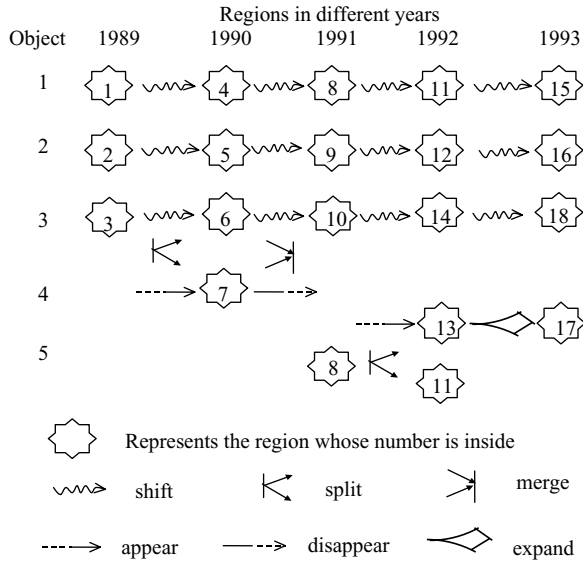 Regions in different years
Object 1989 1990 1991 1992 1993
1 1 4 8 11 15
2 2 5 9 12 16
3 3 6 10 14 18
4 7
13 17
5 8
11
Represents the region whose number is inside
shift split merge
appear disappear expand